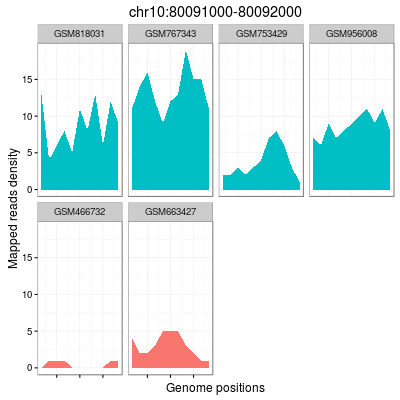 chr10:80091000-80092000
GSM818031 GSM767343 GSM753429 GSM956008
15
10
5
0
Mapped reads density
GSM466732 GSM663427
15
10
5
0
Genome positions